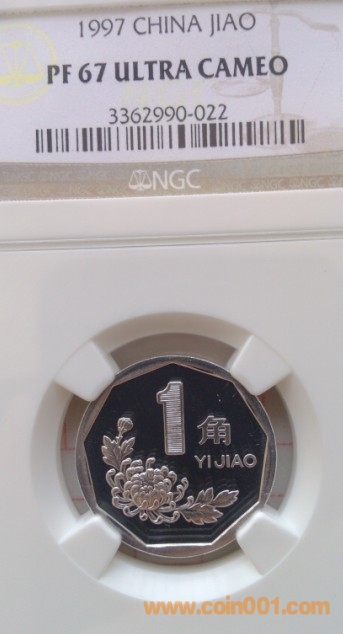 1997 CHINA JIAO
PF 67 ULTRA CAMEO
3362990-022
NGC
1角
YI JIAO
www.coin001.com